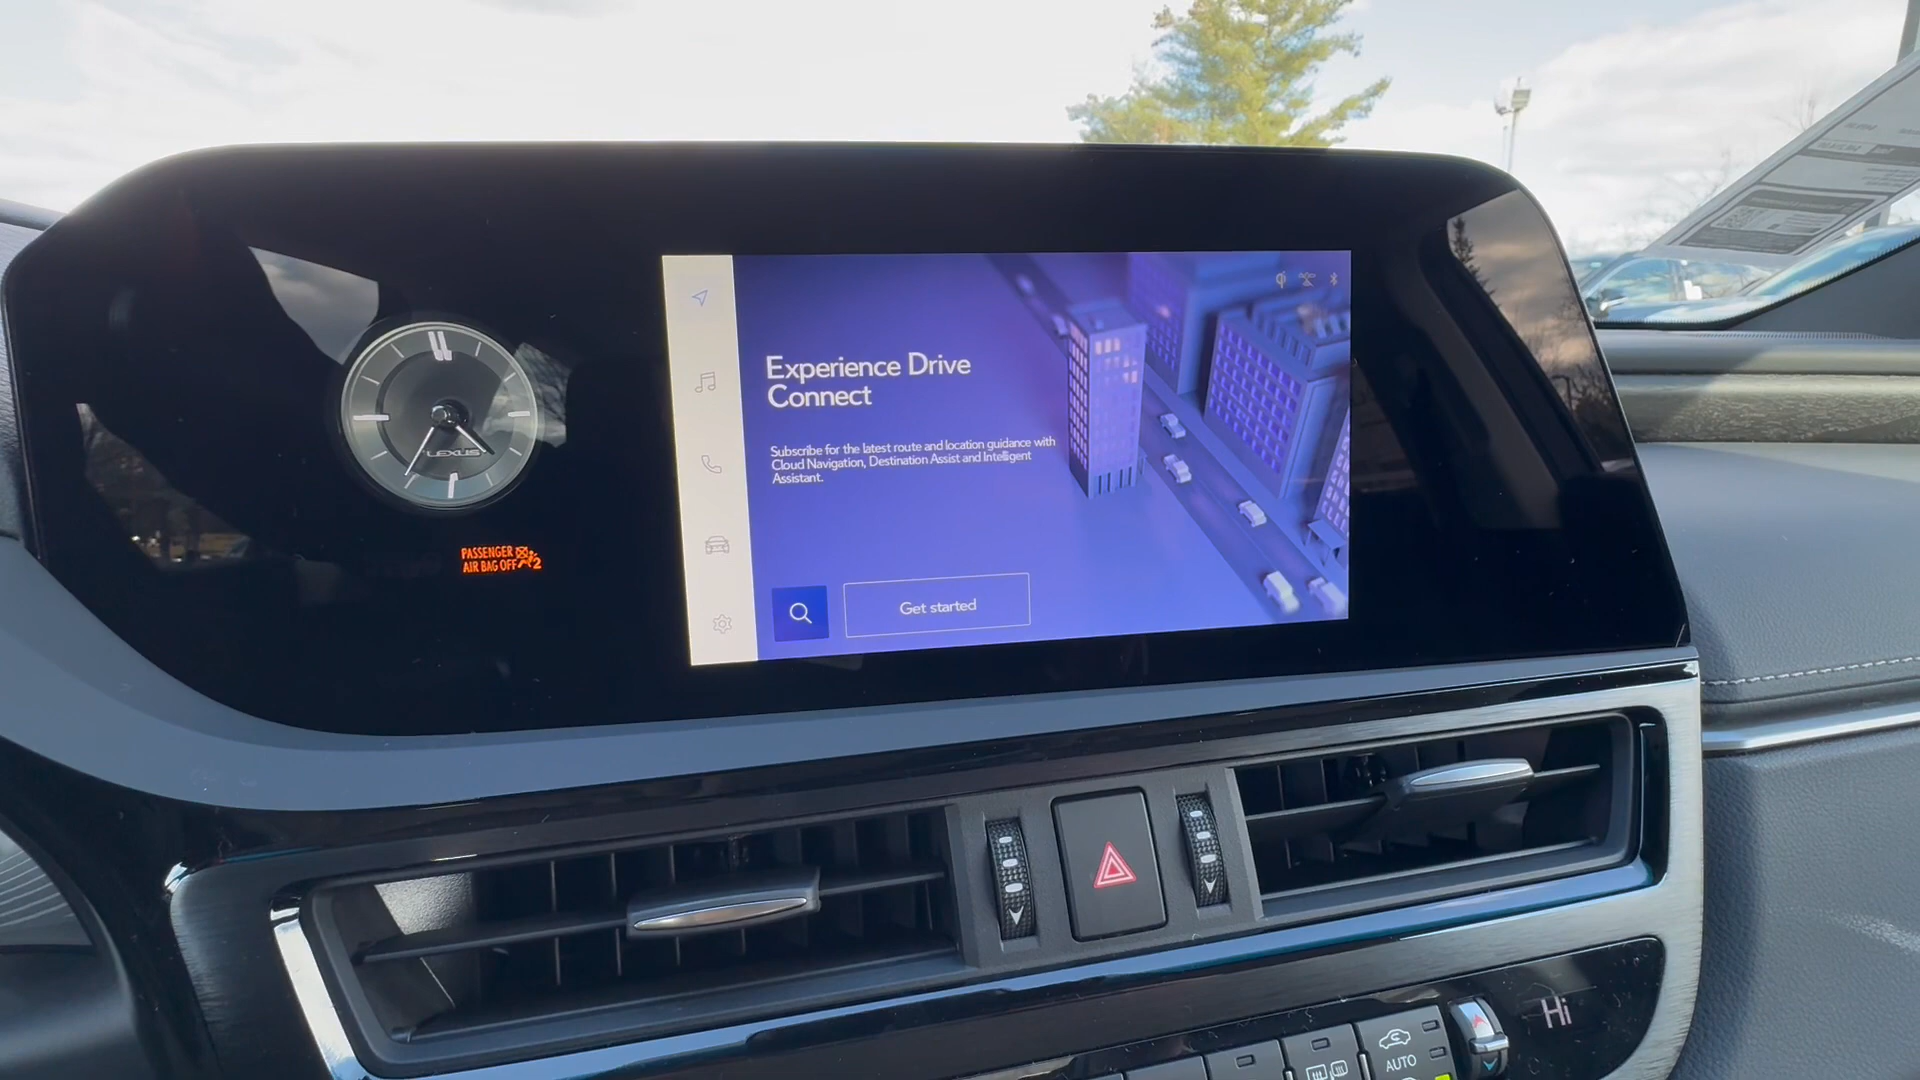 Experience Drive
Connect
Subscribe for the latest route and location guidance with
Cloud Navigation, Destination Assist and Intelligent
Assistant.
Get started
LEXUS
PASSENGER
AIR BAG OFF 2
Hi
AUTO